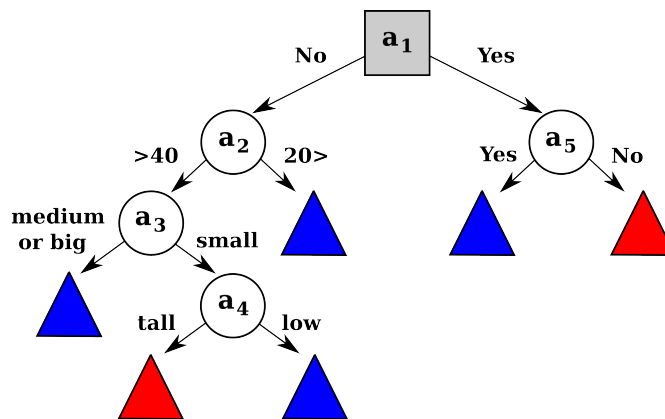 a1
No
Yes
a2
a5
>40
20>
Yes
No
medium
or big
a3
small
a4
tall
low